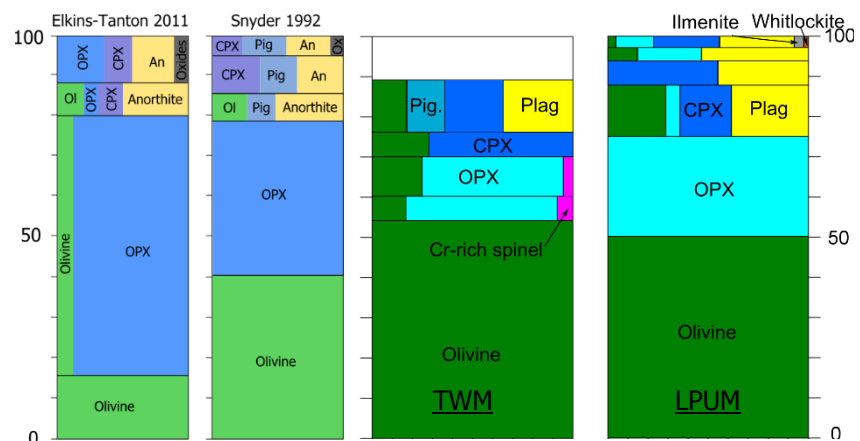 Elkins-Tanton 2011
Snyder 1992
Ilmenite
Whitlockite
100
OPX
CPX
An
Oxides
CPX
Pig
An
Ox
100
CPX
Pig
An
Ol
OPX
CPX
Anorthite
Ol
Pig
Anorthite
Pig.
Plag
CPX
Plag
CPX
OPX
OPX
50
Olivine
OPX
OPX
Cr-rich spinel
50
Olivine
Olivine
Olivine
Olivine
TWM
LPUM
0
0